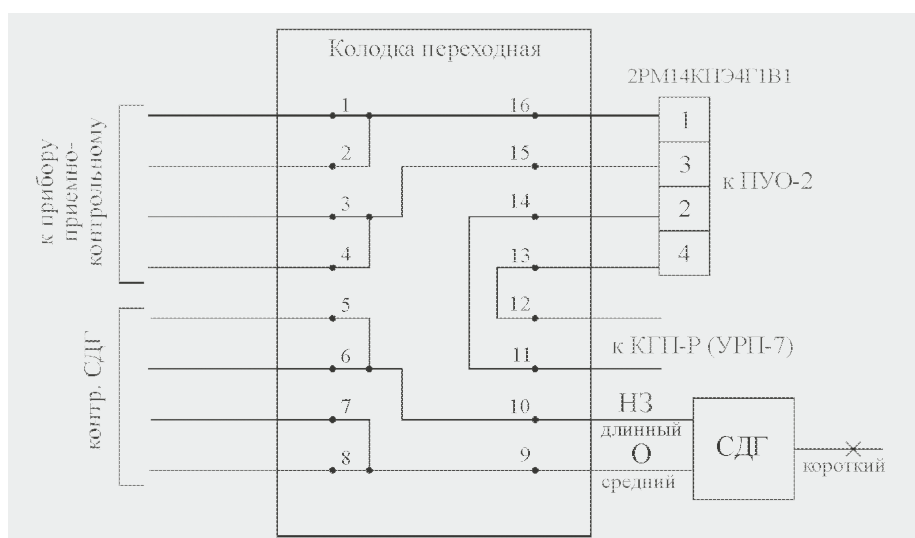 Колодка переходная
2РМ14КПЭ4Г1В1
к прибору
приемно-
контрольному
контр. СДГ
1
2
3
4
5
6
7
8
16
15
14
13
12
11
10
9
1
3
2
4
к ПУО-2
к КГП-Р (УРП-7)
НЗ
длинный
О
средний
СДГ
короткий